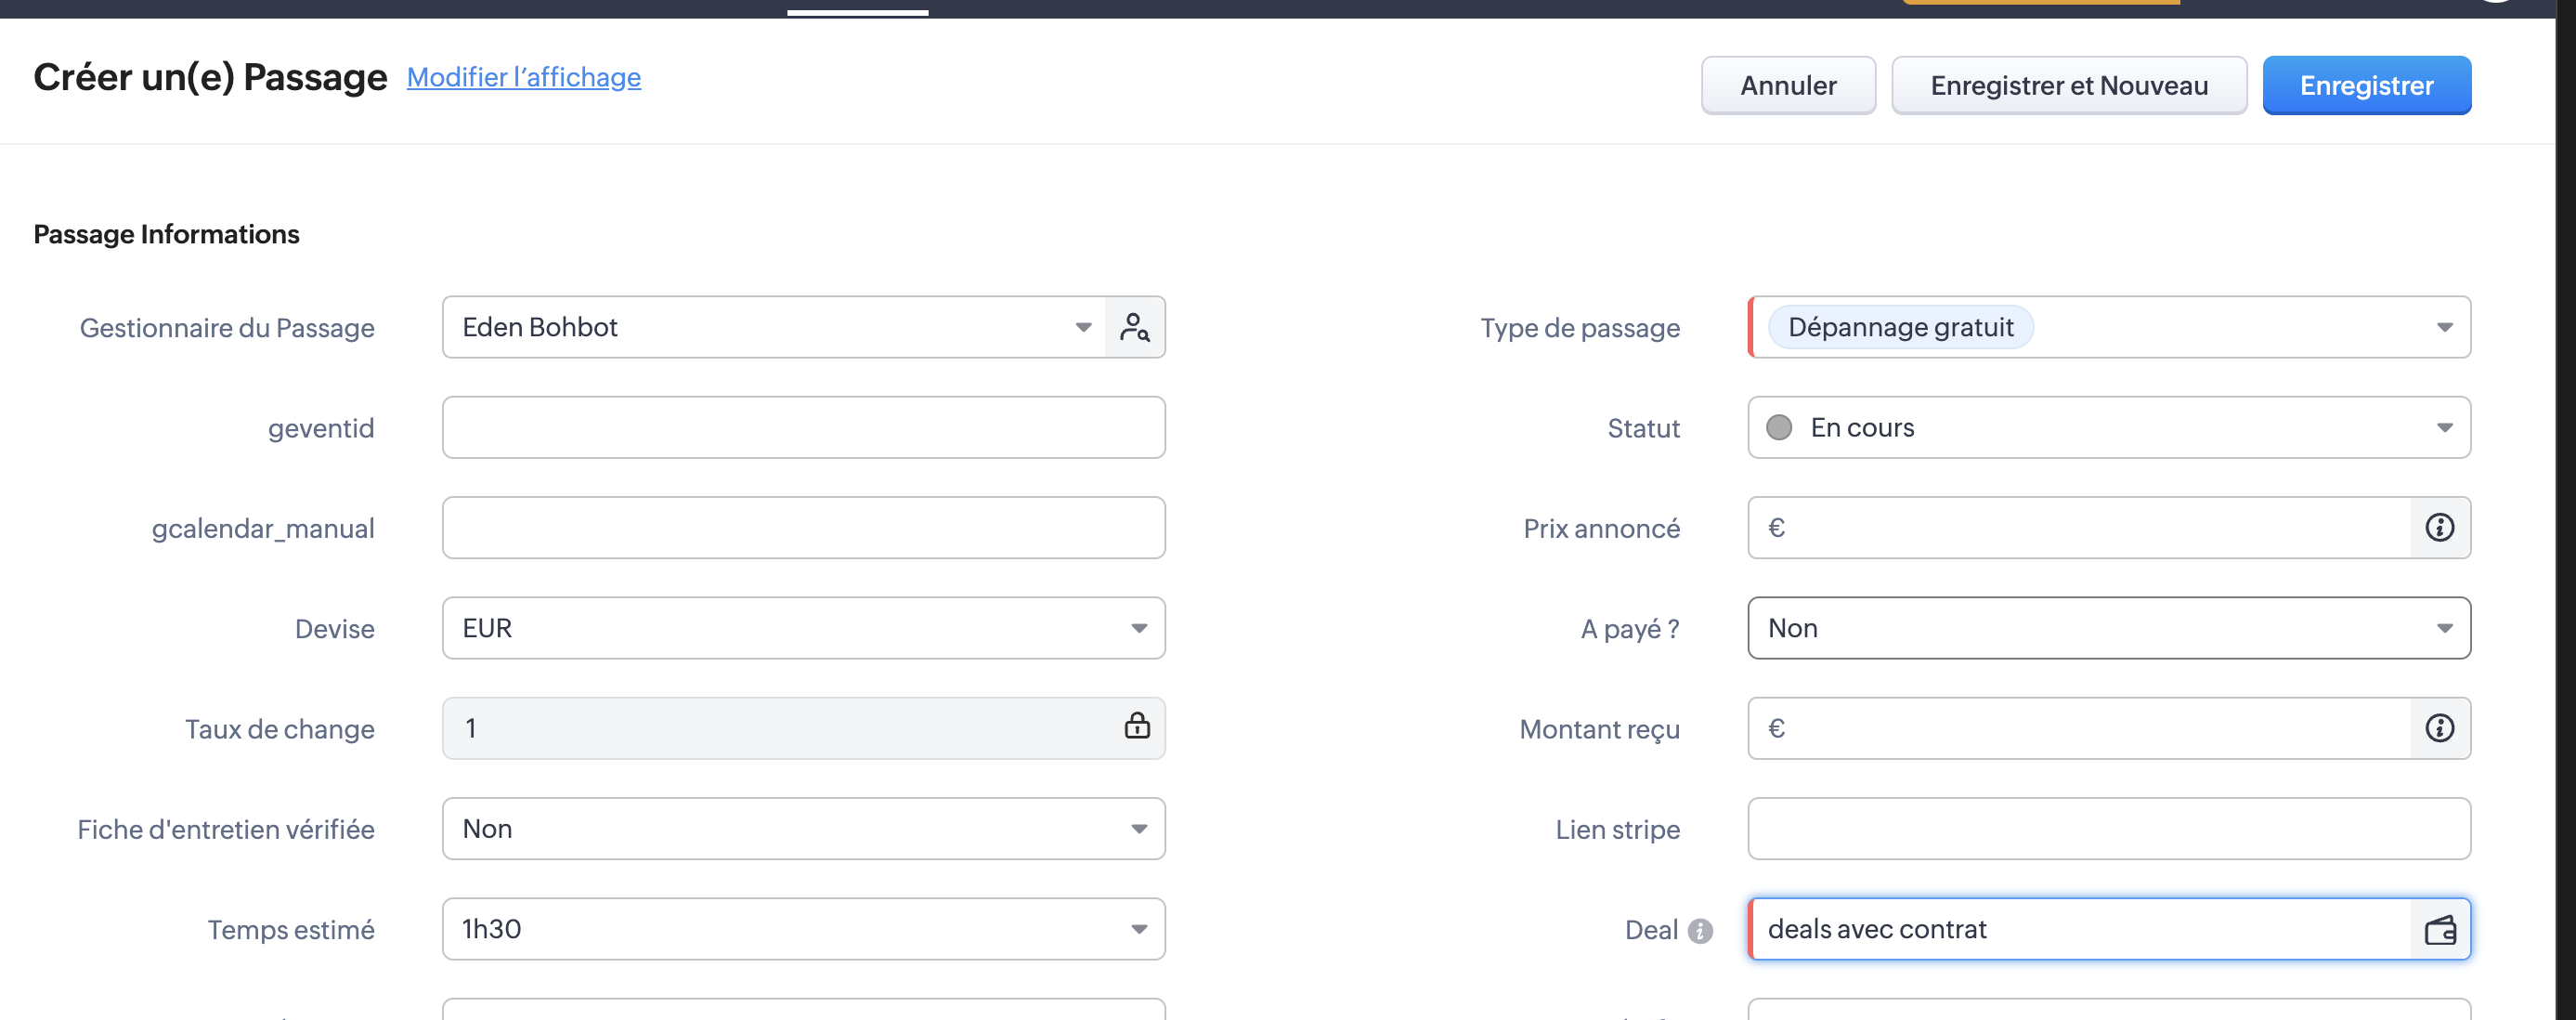 Créer un(e) Passage Modifier l'affichage
Annuler
Enregistrer et Nouveau
Enregistrer
Passage Informations
Gestionnaire du Passage Eden Bohbot
Type de passage Dépannage gratuit
geventid
Statut En cours
gcalendar_manual
Prix annoncé €
Devise EUR
A payé ? Non
Taux de change 1
Montant reçu €
Fiche d'entretien vérifiée Non
Lien stripe
Temps estimé 1h30
Deal deals avec contrat